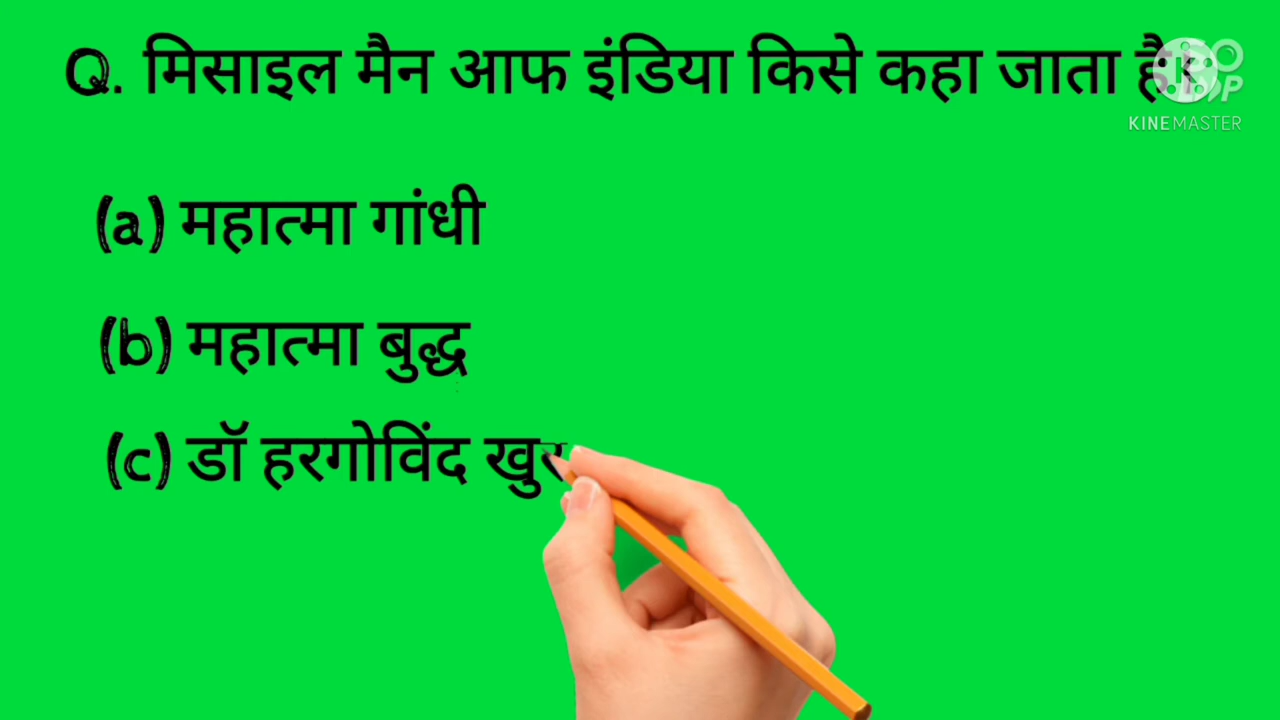 Q. मिसाइल मैन आफ इंडिया किसे कहा जाता है
KINEMASTER
(a) महात्मा गांधी
(b) महात्मा बुद्ध
(c) डॉ हरगोविंद